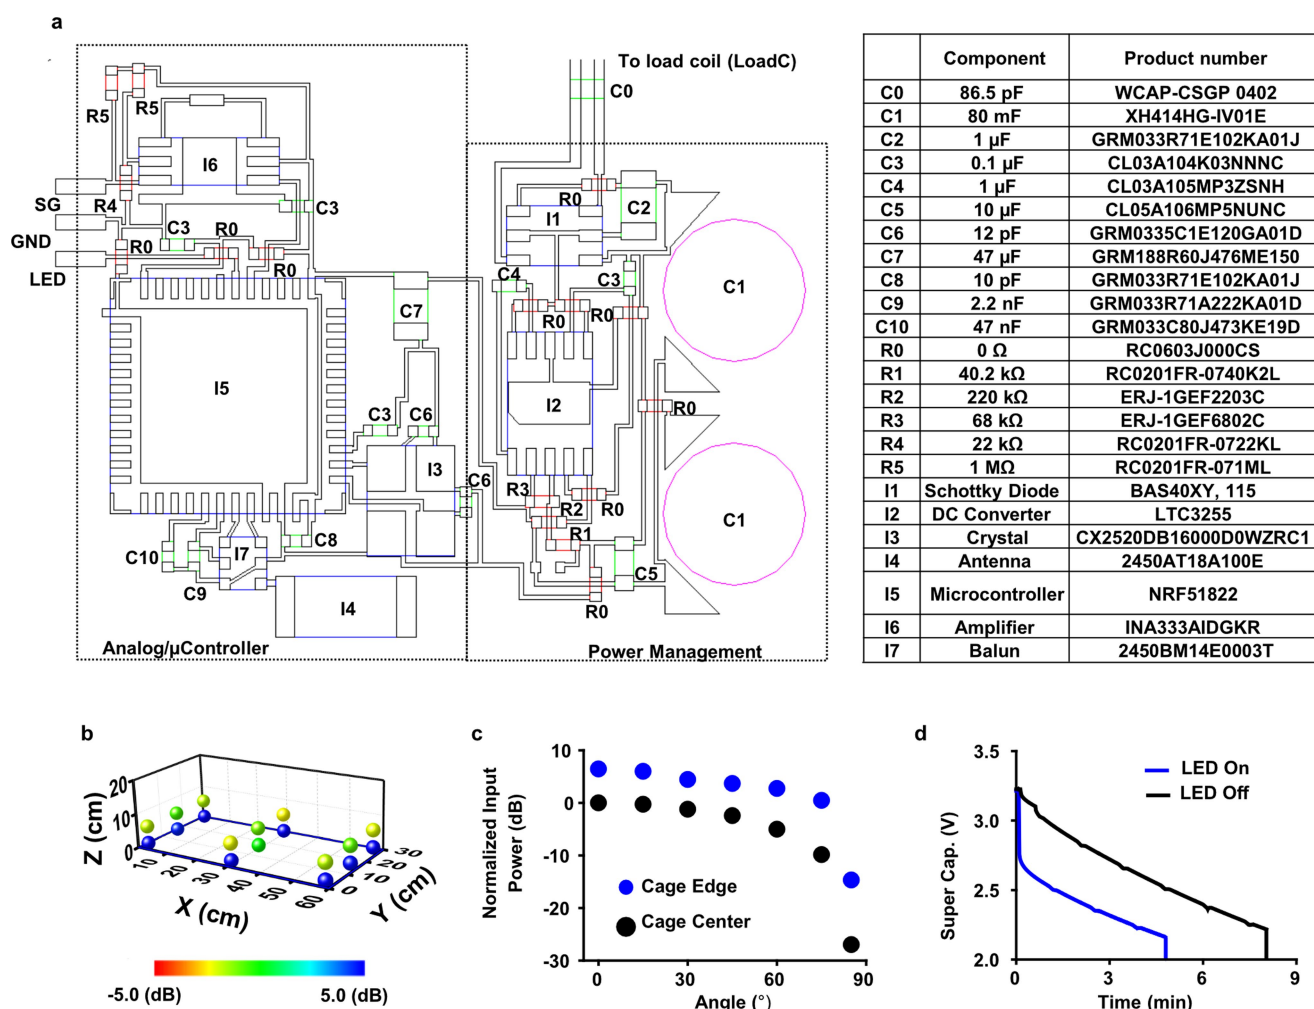 a
To load coil (LoadC)
C0
R5
R5
I6
R0
I1
C2
SG
R4
C3
C3
R0
GND
R0
R0
LED
C4
C3
C1
C7
R0
R0
I5
I2
R0
C3
C6
I3
C6
R3
R2
R0
C1
R1
C10
I7
C8
C9
C5
I4
R0
Analog/µController
Power Management
Component Product number
C0 86.5 pF WCAP-CSGP 0402
C1 80 mF XH414HG-IV01E
C2 1 µF GRM033R71E102KA01J
C3 0.1 µF CL03A104K03NNNC
C4 1 µF CL03A105MP3ZSNH
C5 10 µF CL05A106MP5NUNC
C6 12 pF GRM0335C1E120GA01D
C7 47 µF GRM188R60J476ME150
C8 10 pF GRM033R71E102KA01J
C9 2.2 nF GRM033R71A222KA01D
C10 47 nF GRM033C80J473KE19D
R0 0 Ω RC0603J000CS
R1 40.2 kΩ RC0201FR-0740K2L
R2 220 kΩ ERJ-1GEF2203C
R3 68 kΩ ERJ-1GEF6802C
R4 22 kΩ RC0201FR-0722KL
R5 1 MΩ RC0201FR-071ML
I1 Schottky Diode BAS40XY, 115
I2 DC Converter LTC3255
I3 Crystal CX2520DB16000D0WZRC1
I4 Antenna 2450AT18A100E
I5 Microcontroller NRF51822
I6 Amplifier INA333AIDGKR
I7 Balun 2450BM14E0003T
b
20
10
0
Z (cm)
10
20
30
40
50
60
X (cm)
0
10
20
30
Y (cm)
-5.0 (dB)
5.0 (dB)
c
10
0
-10
-20
-30
Normalized Input
Power (dB)
Cage Edge
Cage Center
0
30
60
90
Angle (°)
d
3.5
3.0
2.5
2.0
Super Cap. (V)
LED On
LED Off
0
3
6
9
Time (min)